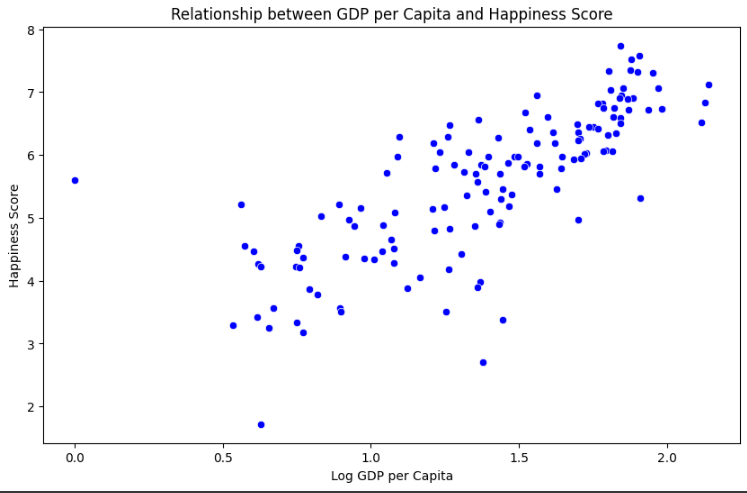 Relationship between GDP per Capita and Happiness Score
8
7
6
5
4
3
2
Happiness Score
0.0 0.5 1.0 1.5 2.0
Log GDP per Capita